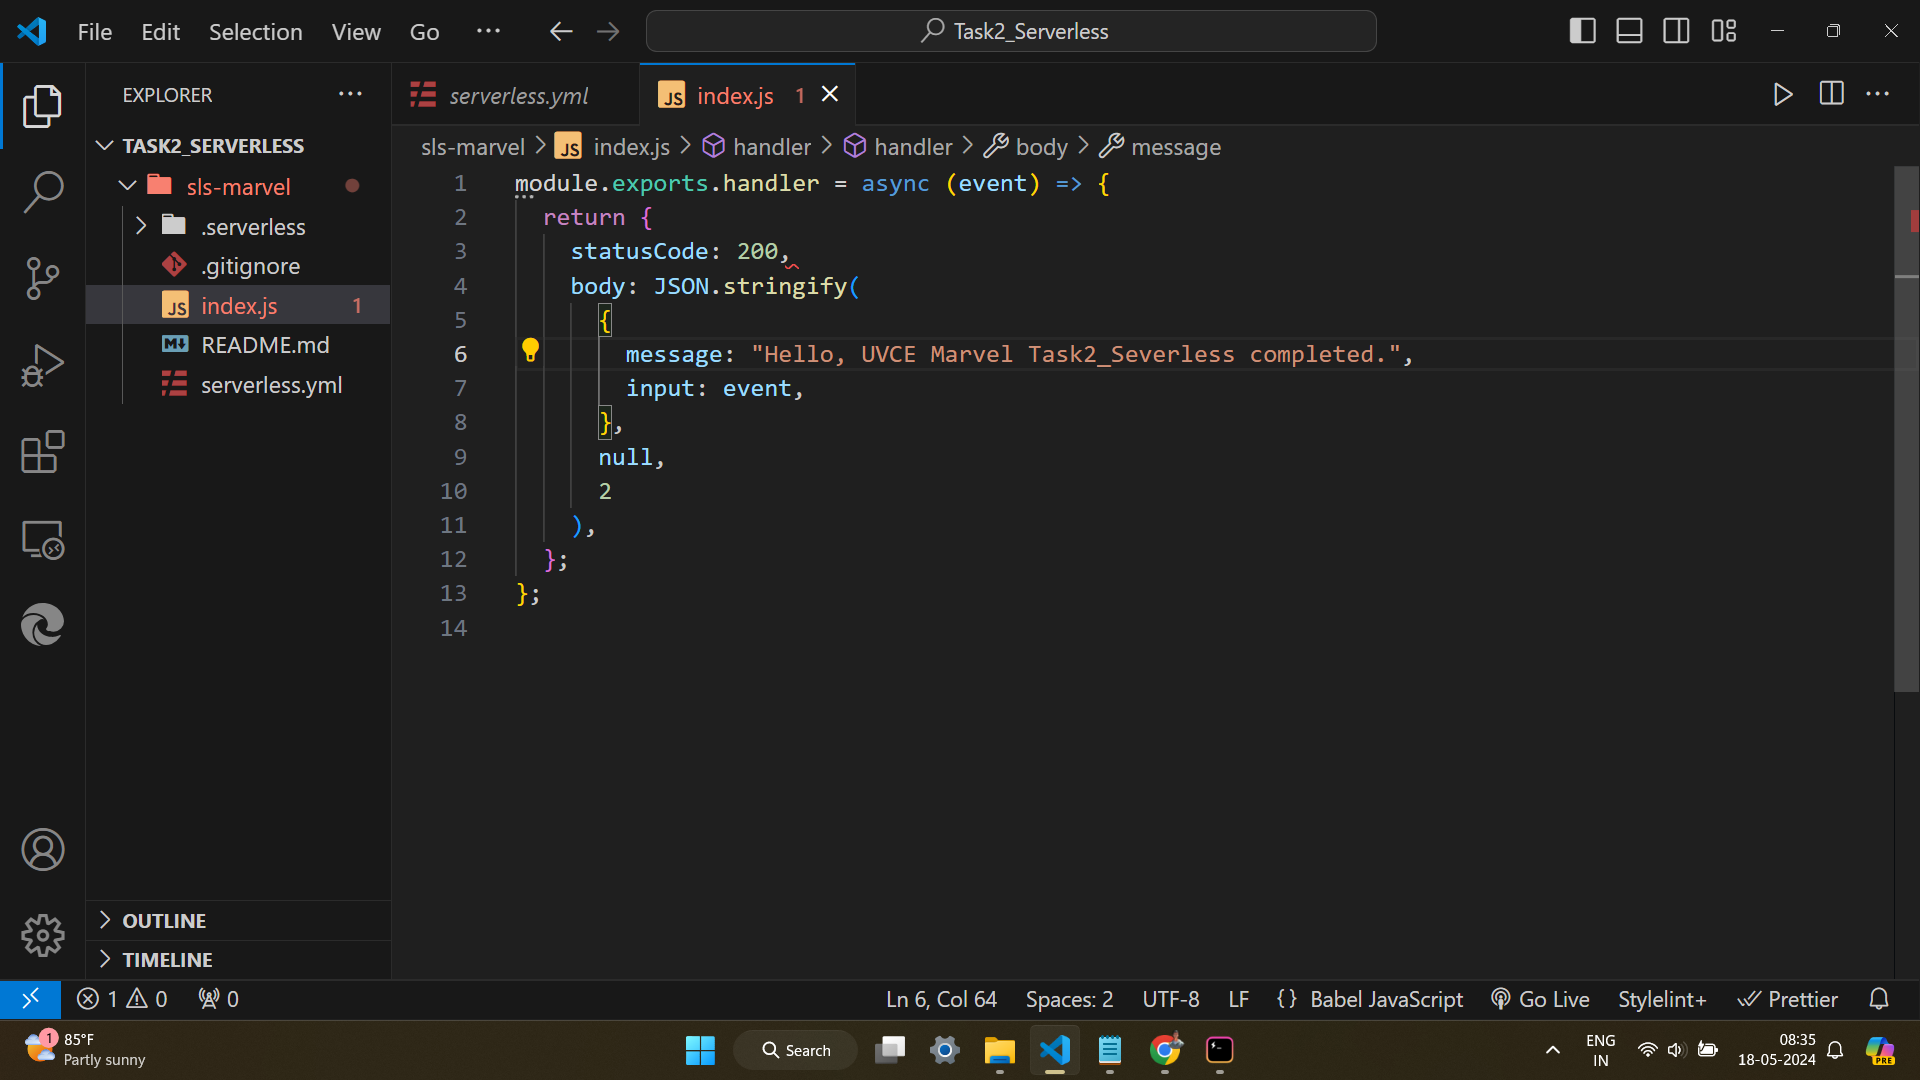 File Edit Selection View Go ··· Task2_Serverless
EXPLORER ···
TASK2_SERVERLESS
sls-marvel
.serverless
.gitignore
JS index.js 1
README.md
serverless.yml
OUTLINE
TIMELINE
serverless.yml
JS index.js 1
sls-marvel > JS index.js > handler > handler > body > message
1 module.exports.handler = async (event) => {
2 return {
3 statusCode: 200,
4 body: JSON.stringify(
5 {
6 message: "Hello, UVCE Marvel Task2_Severless completed.",
7 input: event,
8 },
9 null,
10 2
11 ),
12 };
13 };
14
1 0 0 Ln 6, Col 64 Spaces: 2 UTF-8 LF {} Babel JavaScript Go Live Stylelint+ Prettier
1 85°F
Partly sunny
Search
ENG
IN
08:35
18-05-2024
PRE